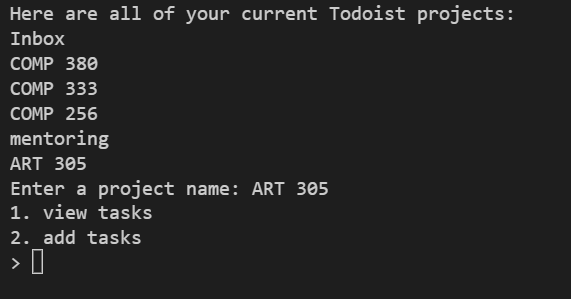 Here are all of your current Todoist projects:
Inbox
COMP 380
COMP 333
COMP 256
mentoring
ART 305
Enter a project name: ART 305
1. view tasks
2. add tasks
>